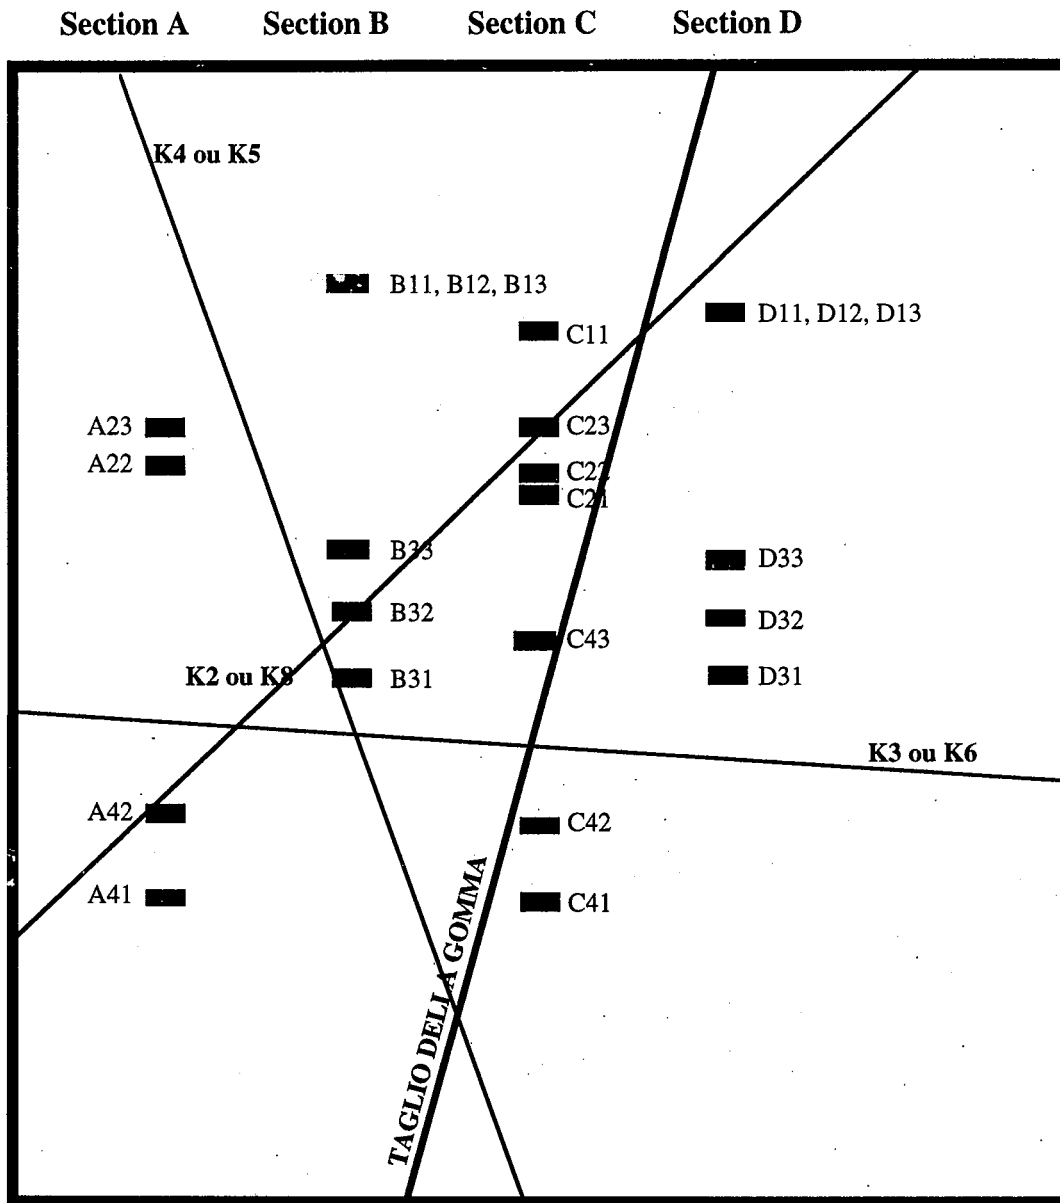 Section A Section B Section C Section D
K4 ou K5
B11, B12, B13
D11, D12, D13
C11
A23
C23
A22
C22
C21
B33
D33
B32
D32
C43
K2 ou K8
B31
D31
K3 ou K6
A42
C42
A41
C41
TAGLIO DELLA GOMMA